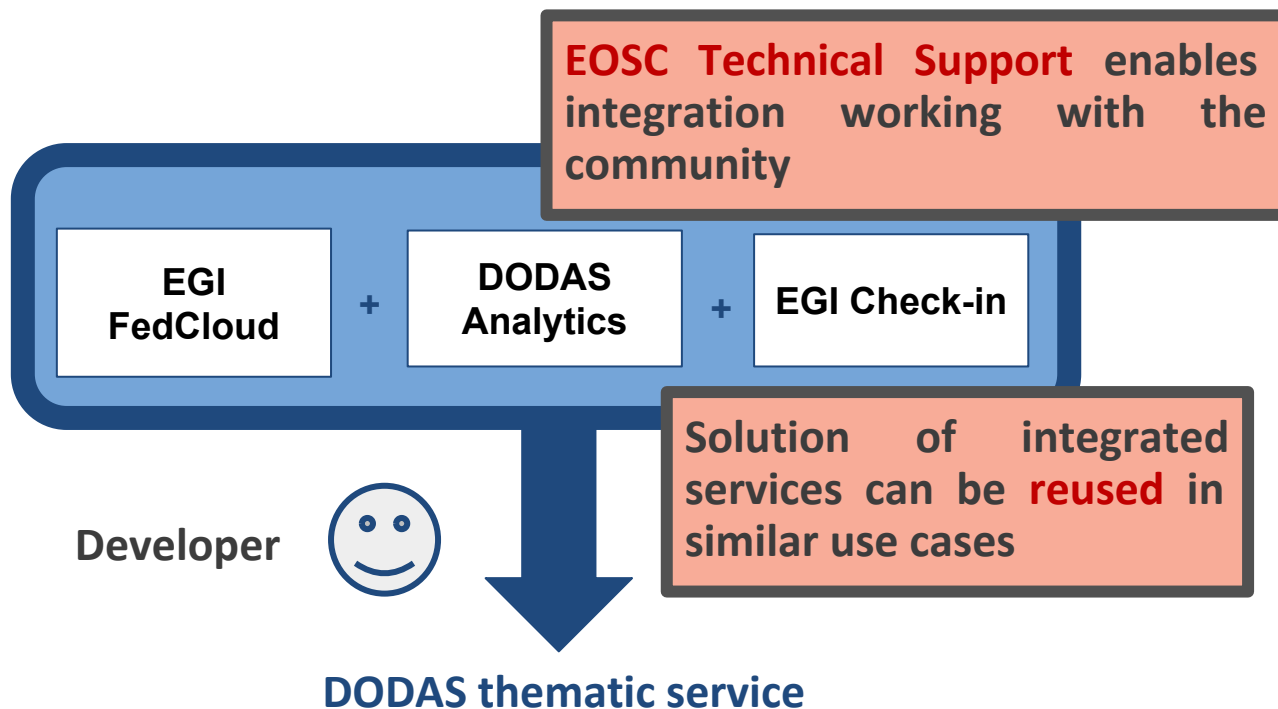 EOSC Technical Support enables
integration working with the
community
EGI
FedCloud
+
DODAS
Analytics
+
EGI Check-in
Solution of integrated
services can be reused in
similar use cases
Developer
DODAS thematic service